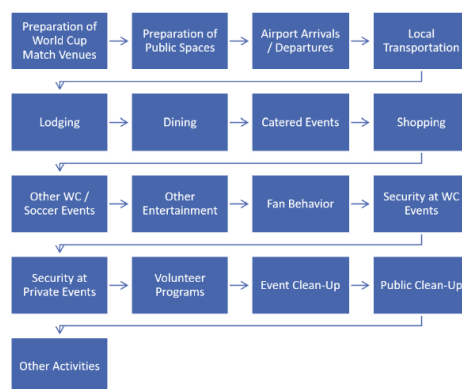 Preparation of
World Cup
Match Venues
Preparation of
Public Spaces
Airport Arrivals
/ Departures
Local
Transportation
Lodging
Dining
Catered Events
Shopping
Other WC /
Soccer Events
Other
Entertainment
Fan Behavior
Security at WC
Events
Security at
Private Events
Volunteer
Programs
Event Clean-Up
Public Clean-Up
Other Activities